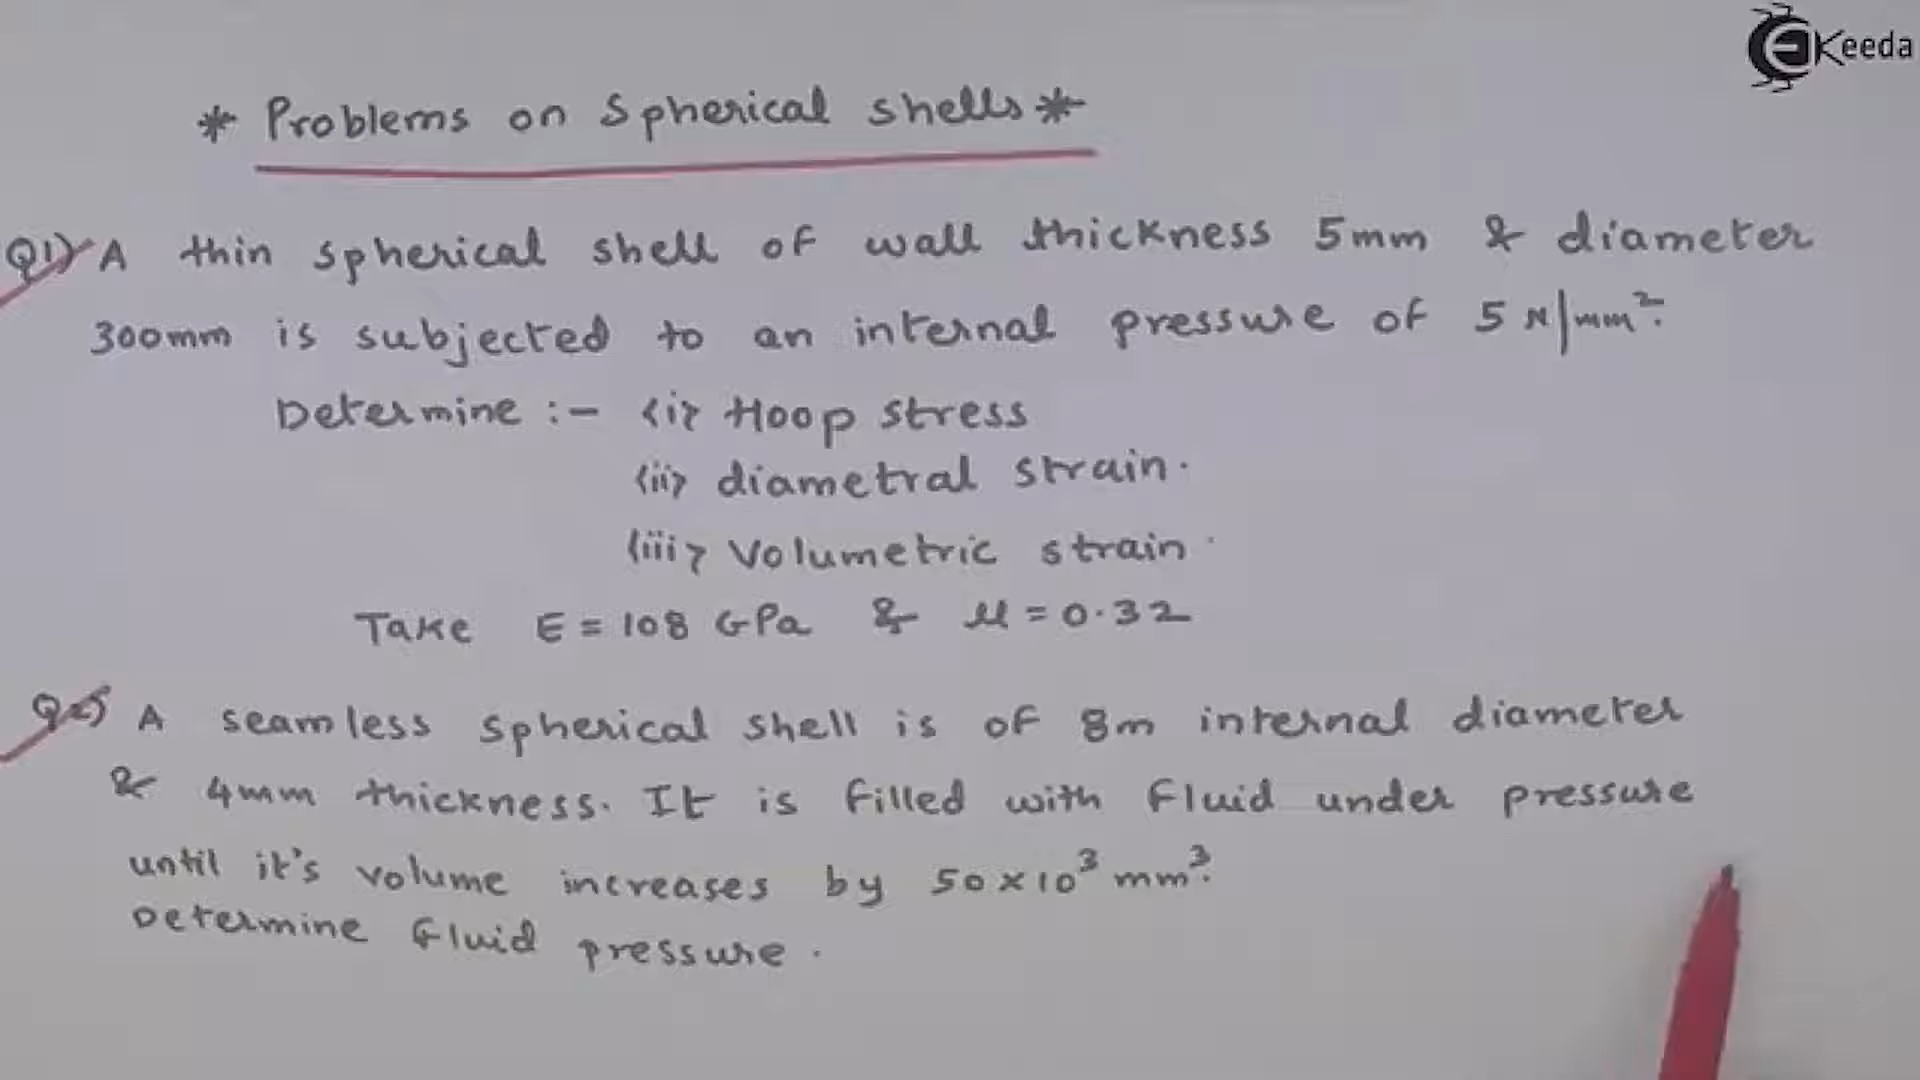 EKeeda
* Problems on Spherical shells *
Q1) A thin spherical shell of wall thickness 5mm & diameter
300mm is subjected to an internal pressure of 5 N/mm².
Determine :- (i) Hoop stress
(ii) diametral strain.
(iii) Volumetric strain.
Take E = 108 GPa & μ = 0.32
Q2) A seamless spherical shell is of 8m internal diameter
& 4mm thickness. It is filled with fluid under pressure
until it's volume increases by 50×10³ mm³.
Determine fluid pressure.